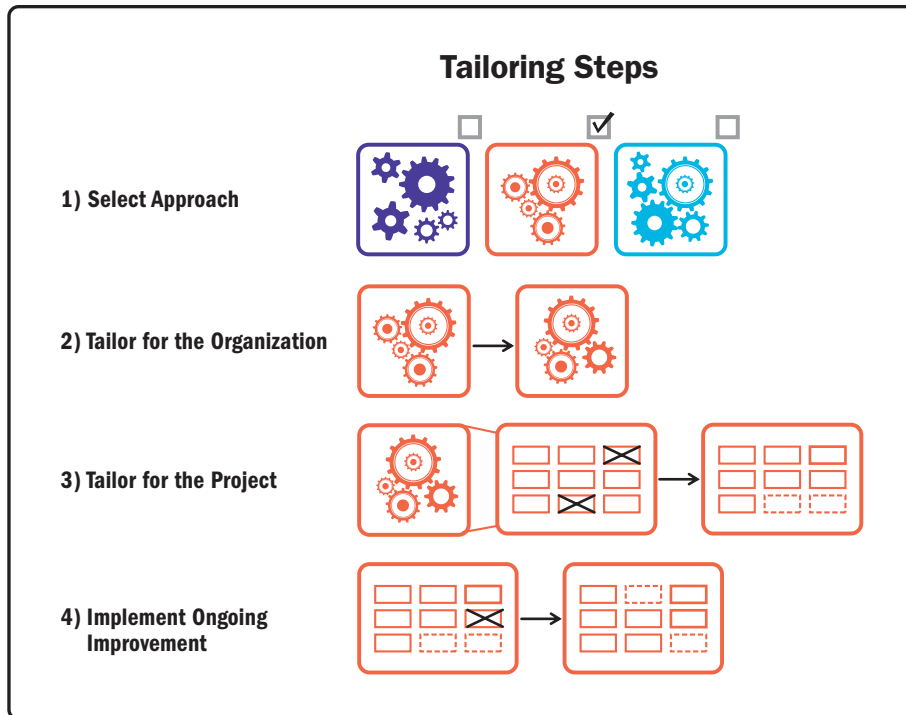 Tailoring Steps
1) Select Approach
2) Tailor for the Organization
3) Tailor for the Project
4) Implement Ongoing
Improvement